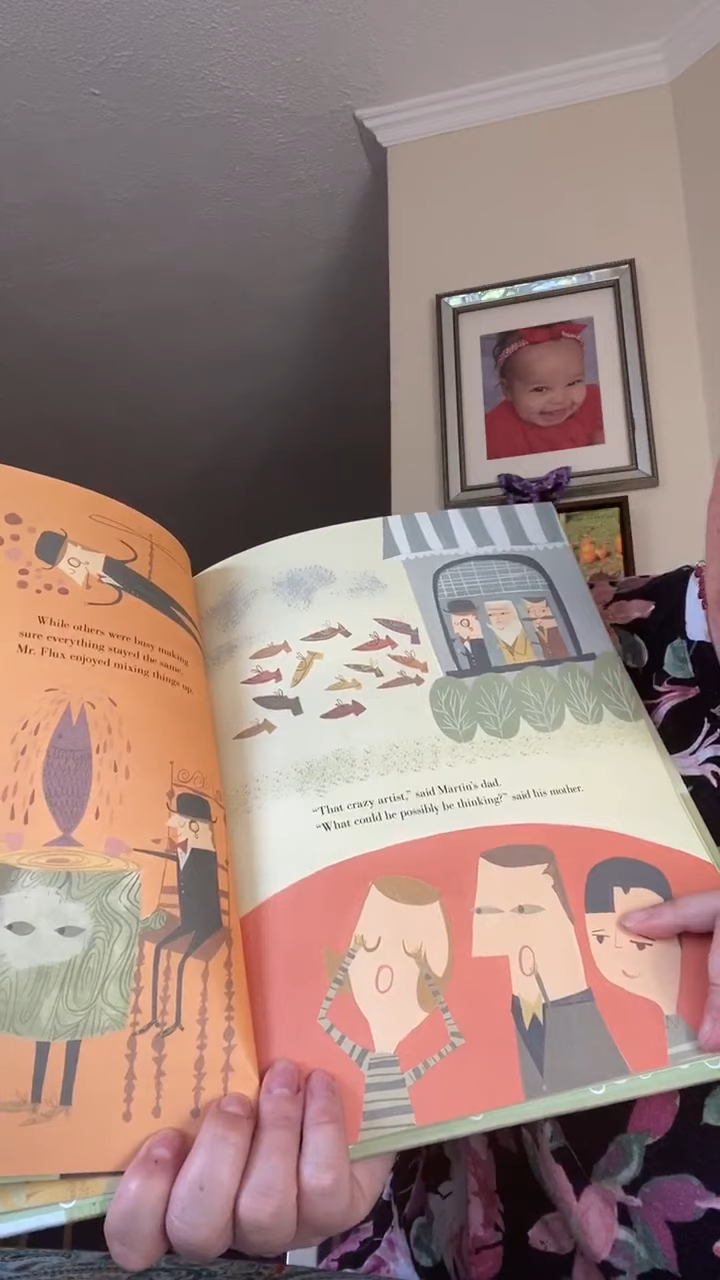 While others were busy making
sure everything stayed the same,
Mr. Flux enjoyed mixing things up.
"That crazy artist," said Martin's dad.
"What could he possibly be thinking?" said his mother.